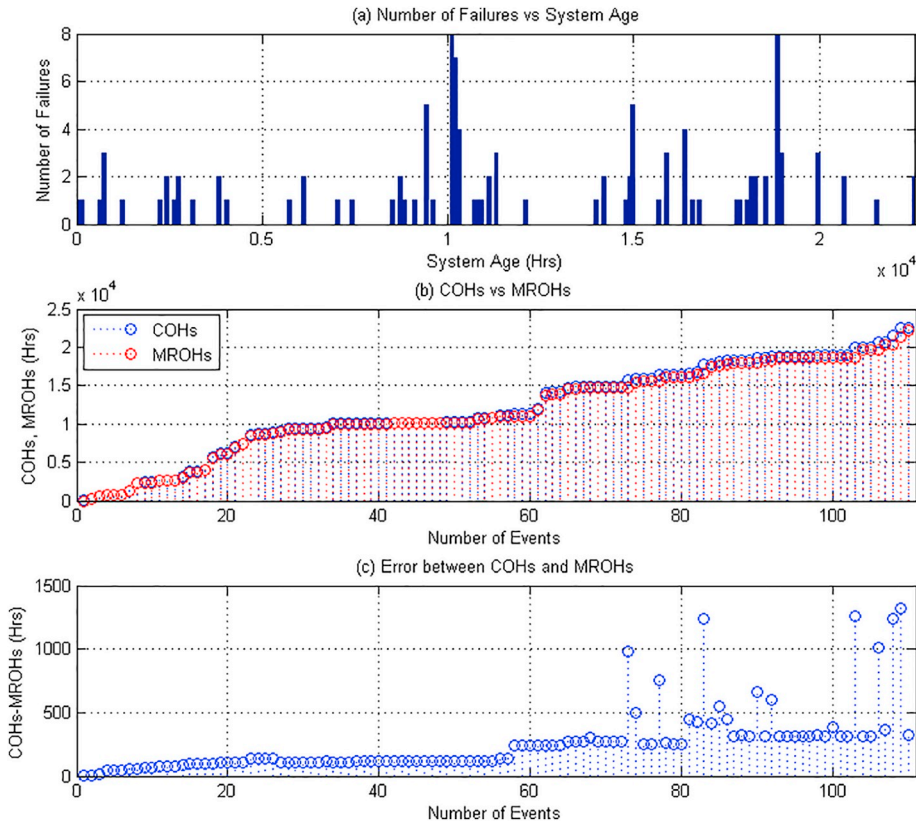 (a) Number of Failures vs System Age
8
6
4
2
0
Number of Failures
0 0.5 1 1.5 2
System Age (Hrs)
x 10^4
x 10^4
(b) COHs vs MROHs
2.5
2
1.5
1
0.5
0
COHs, MROHs (Hrs)
COHs
MROHs
0 20 40 60 80 100
Number of Events
(c) Error between COHs and MROHs
1500
1000
500
0
COHs-MROHs (Hrs)
0 20 40 60 80 100
Number of Events